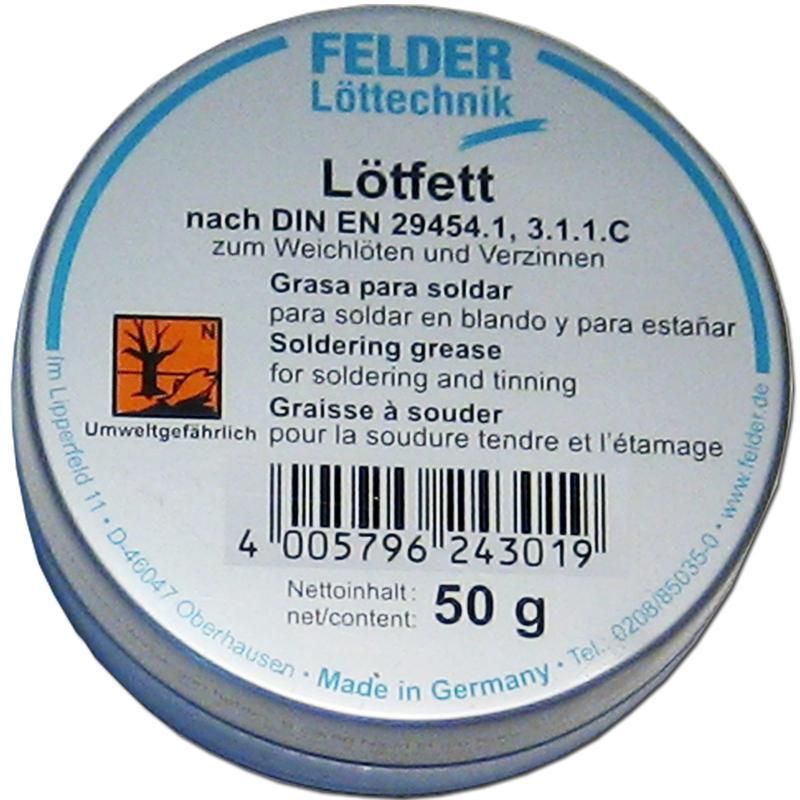 FELDER
Löttechnik
Lötfett
nach DIN EN 29454.1, 3.1.1.C
zum Weichlöten und Verzinnen
Grasa para soldar
para soldar en blando y para estañar
Soldering grease
for soldering and tinning
Graisse à souder
pour la soudure tendre et l'étamage
N
Umweltgefährlich
4 005796 243019
Nettoinhalt:
net/content:
50 g
Im Lipperfeld 11 • D-46047 Oberhausen • Made in Germany • Tel. 0208/85035-0 • www.felder.de